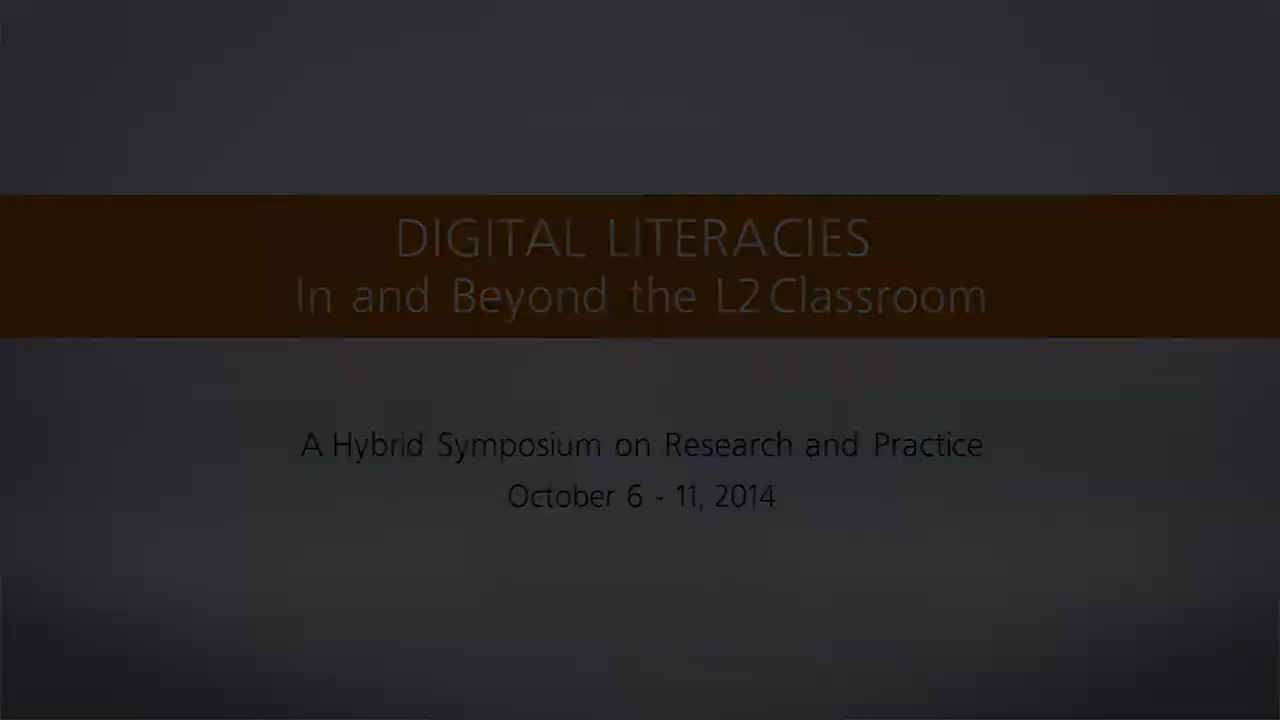 DIGITAL LITERACIES
In and Beyond the L2 Classroom
A Hybrid Symposium on Research and Practice
October 6 - 11, 2014